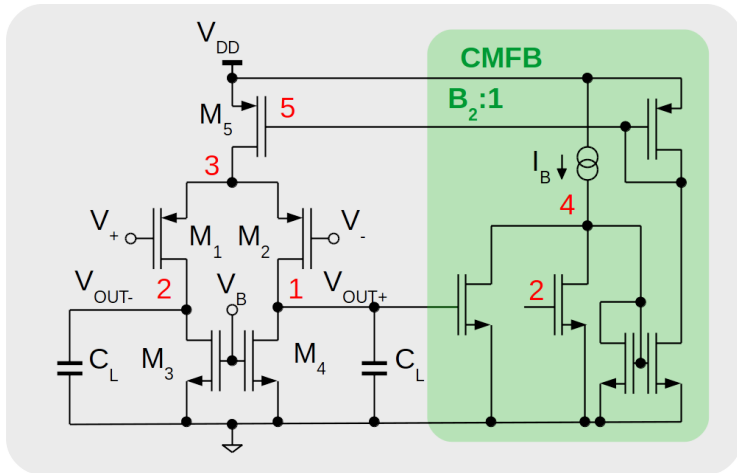 VDD
CMFB
M5
5
B2:1
3
IB
4
V+
M1
M2
V-
VOUT-
2
VB
1
VOUT+
2
CL
M3
M4
CL